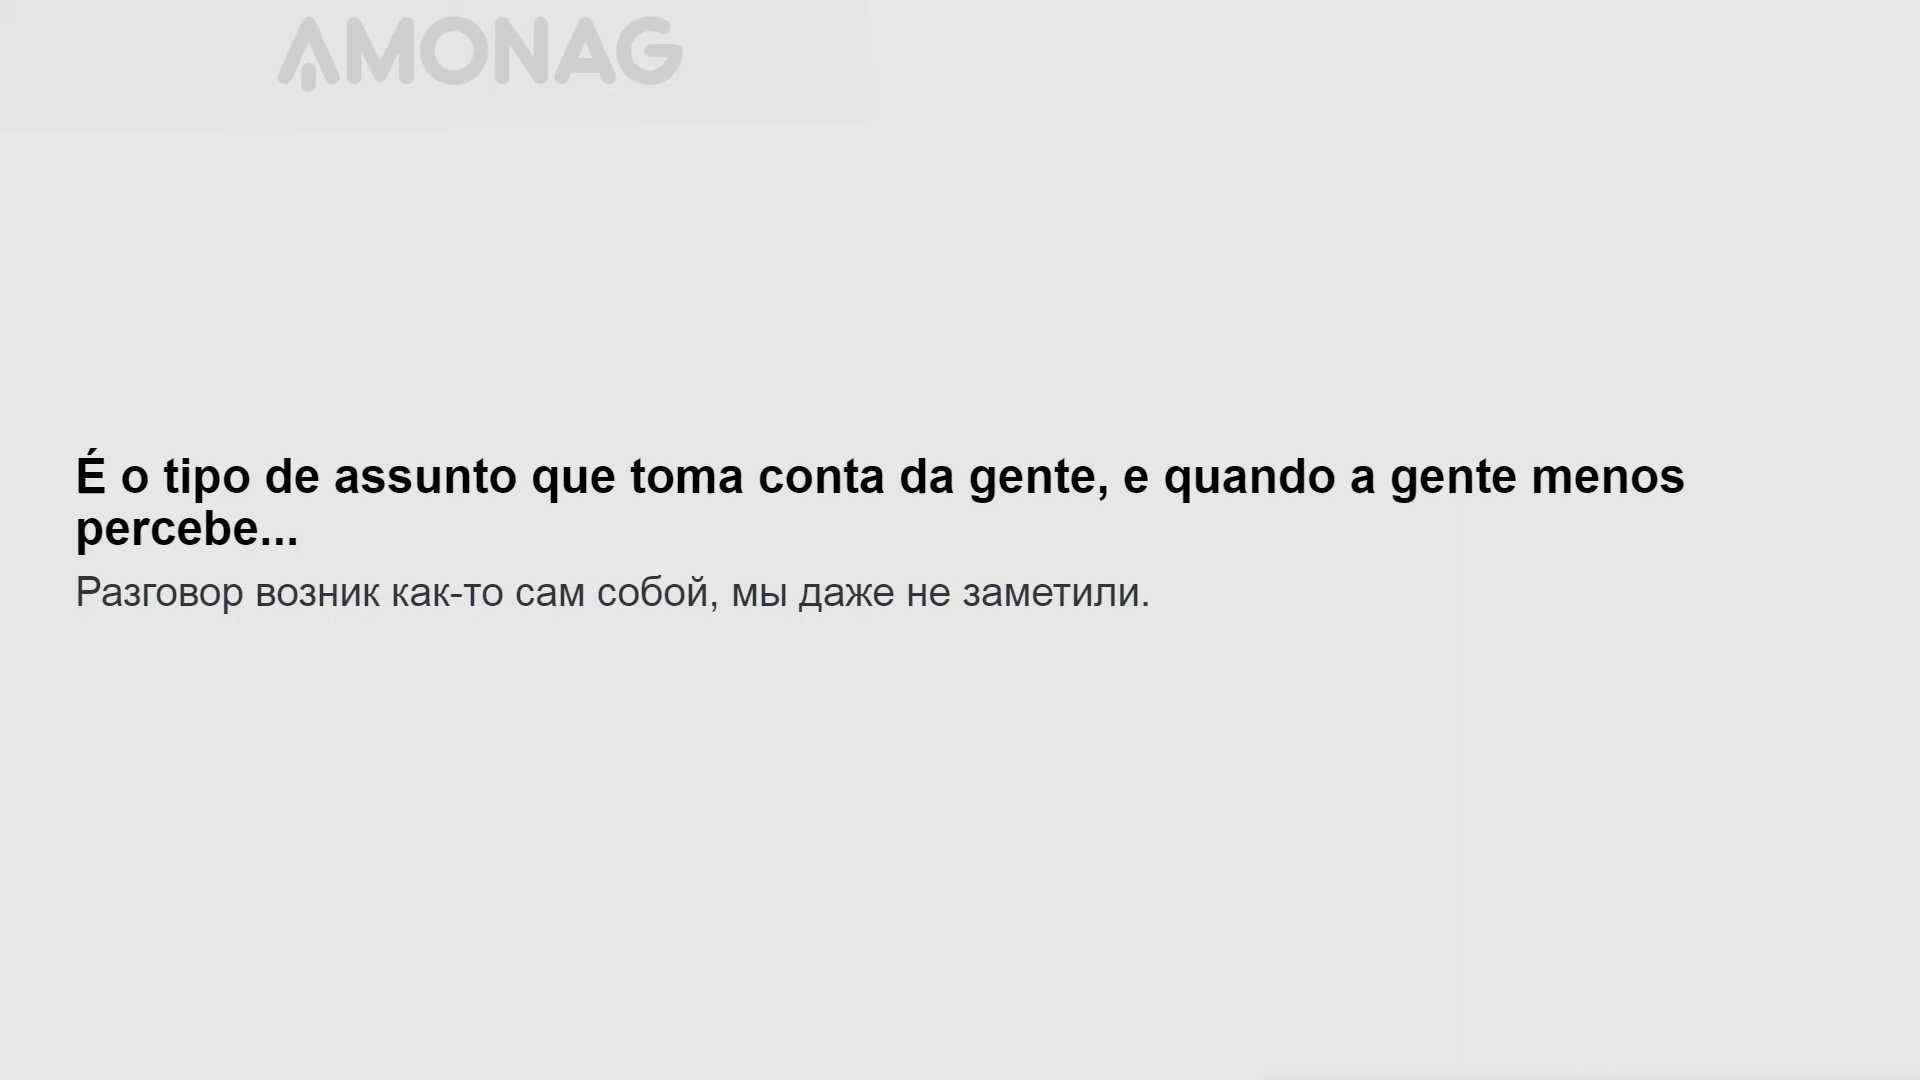 AMONAG
É o tipo de assunto que toma conta da gente, e quando a gente menos
percebe...
Разговор возник как-то сам собой, мы даже не заметили.